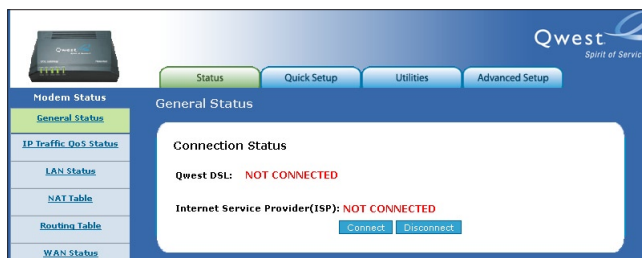 Qwest
Qwest
Spirit of Servic
Status
Quick Setup
Utilities
Advanced Setup
Modem Status
General Status
General Status
IP Traffic QoS Status
LAN Status
NAT Table
Routing Table
WAN Status
Connection Status
Qwest DSL: NOT CONNECTED
Internet Service Provider(ISP): NOT CONNECTED
Connect
Disconnect